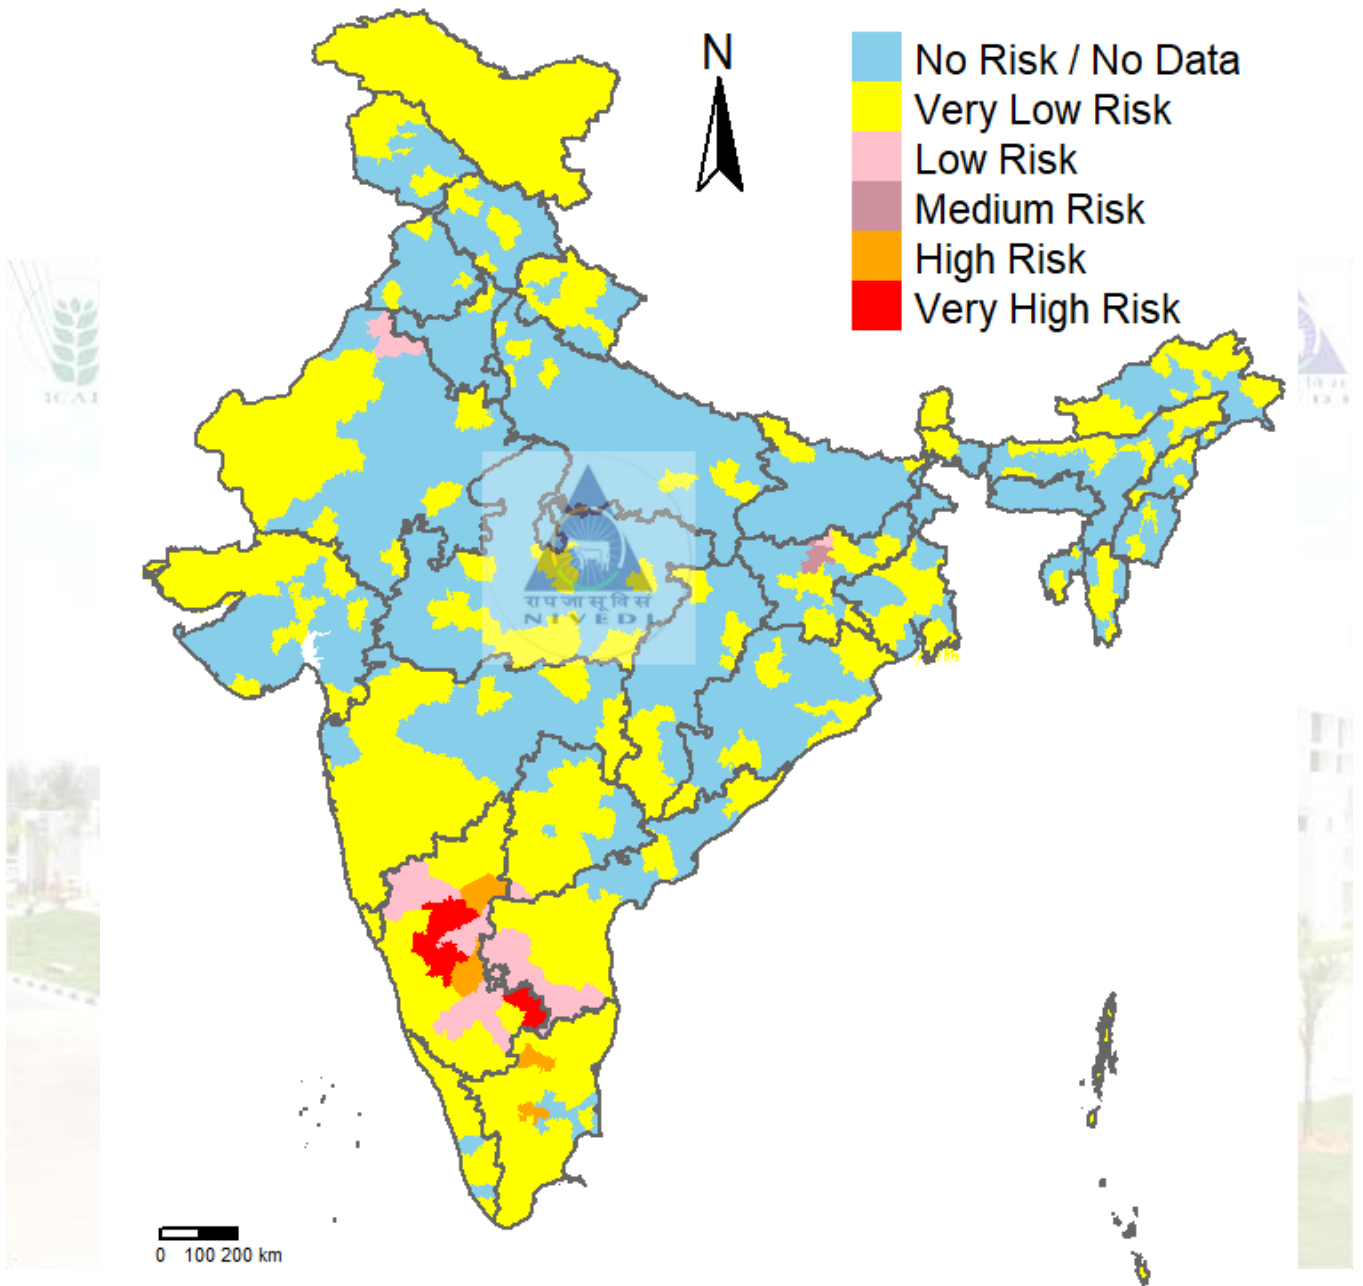 N
No Risk / No Data
Very Low Risk
Low Risk
Medium Risk
High Risk
Very High Risk
राप जा सू वि सं
NIVEDI
0 100 200 km